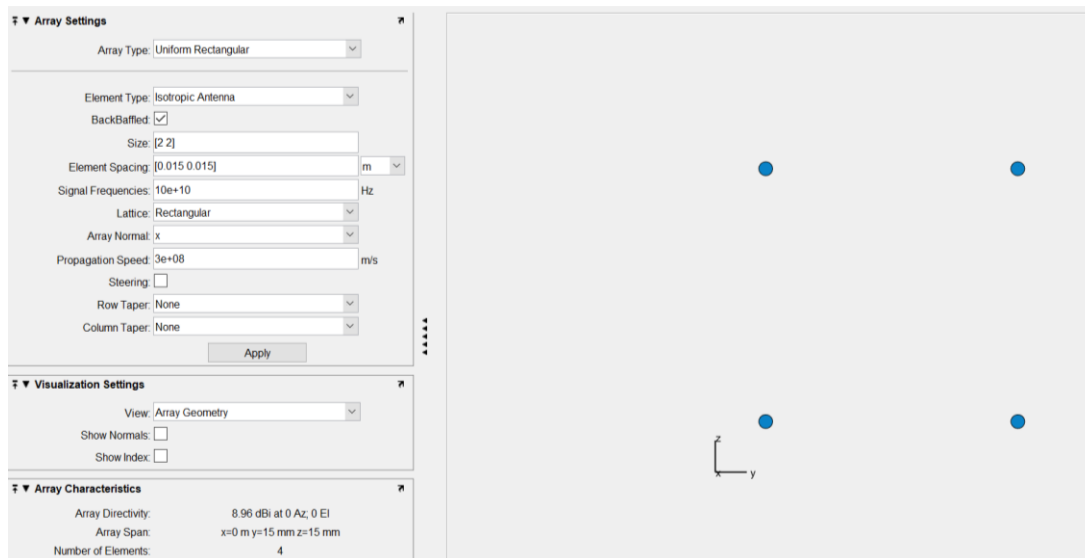 Array Settings
Array Type: Uniform Rectangular
Element Type: Isotropic Antenna
BackBaffled:
Size: [2 2]
Element Spacing: [0.015 0.015] m
Signal Frequencies: 10e+10 Hz
Lattice: Rectangular
Array Normal: x
Propagation Speed: 3e+08 m/s
Steering:
Row Taper: None
Column Taper: None
Apply
Visualization Settings
View: Array Geometry
Show Normals:
Show Index:
Array Characteristics
Array Directivity: 8.96 dBi at 0 Az; 0 El
Array Span: x=0 m y=15 mm z=15 mm
Number of Elements: 4
z
x y